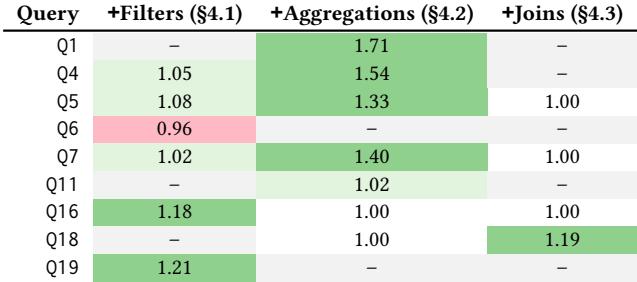 Query +Filters (§4.1) +Aggregations (§4.2) +Joins (§4.3)
Q1 – 1.71 –
Q4 1.05 1.54 –
Q5 1.08 1.33 1.00
Q6 0.96 – –
Q7 1.02 1.40 1.00
Q11 – 1.02 –
Q16 1.18 1.00 1.00
Q18 – 1.00 1.19
Q19 1.21 – –